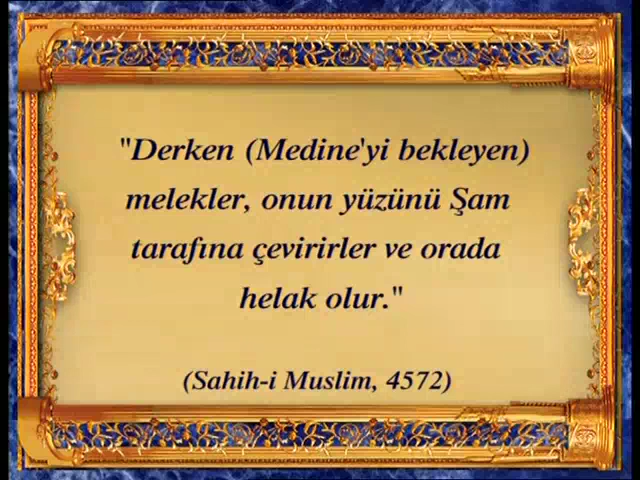 "Derken (Medine'yi bekleyen)
melekler, onun yüzünü Şam
tarafına çevirirler ve orada
helak olur."
(Sahih-i Muslim, 4572)